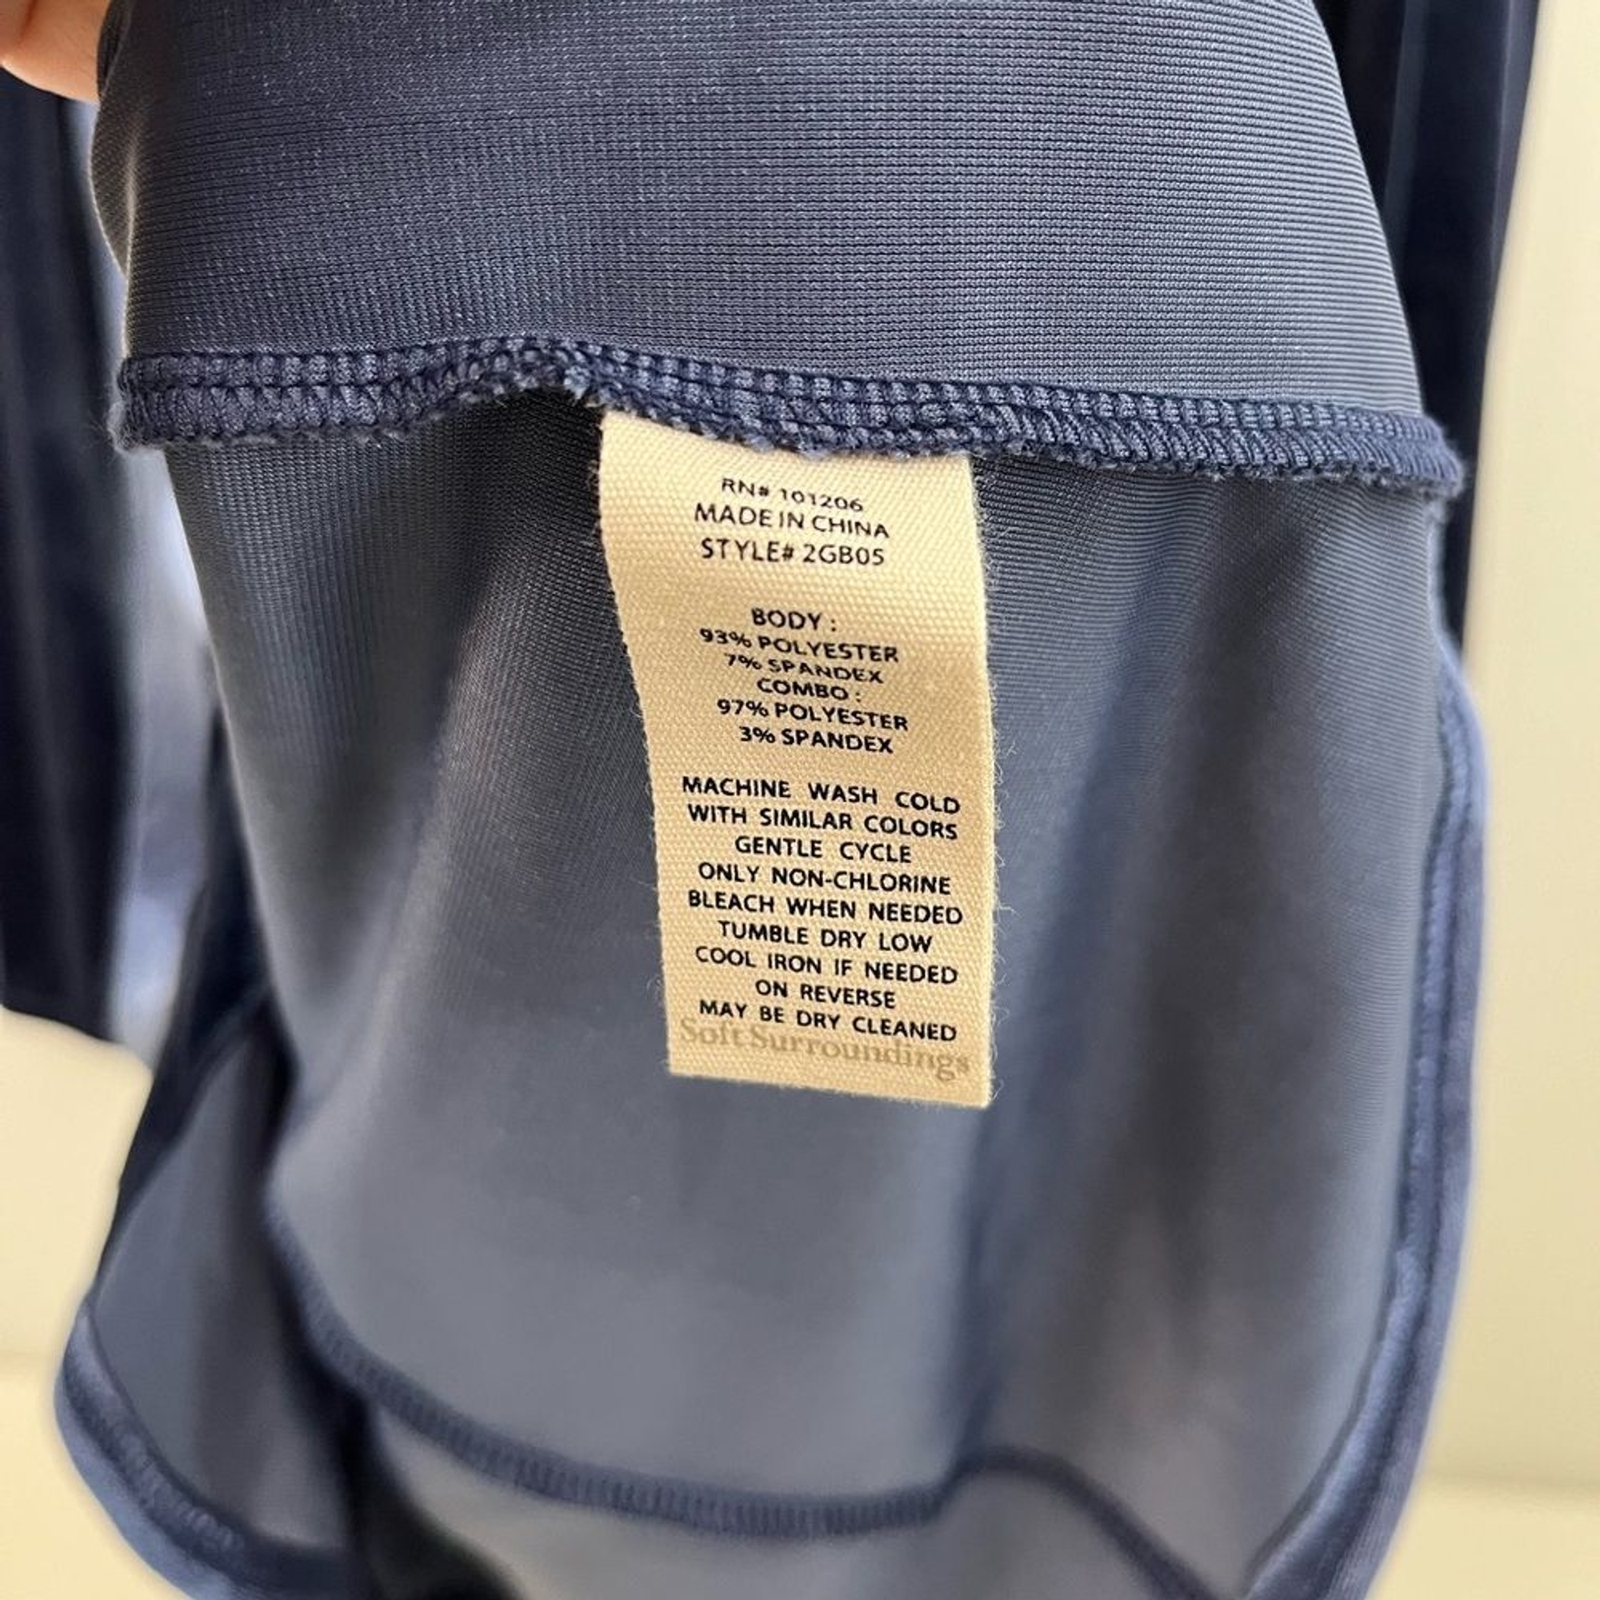 RN# 101206
MADE IN CHINA
STYLE# 2GB05
BODY :
93% POLYESTER
7% SPANDEX
COMBO :
97% POLYESTER
3% SPANDEX
MACHINE WASH COLD
WITH SIMILAR COLORS
GENTLE CYCLE
ONLY NON-CHLORINE
BLEACH WHEN NEEDED
TUMBLE DRY LOW
COOL IRON IF NEEDED
ON REVERSE
MAY BE DRY CLEANED
Soft Surroundings